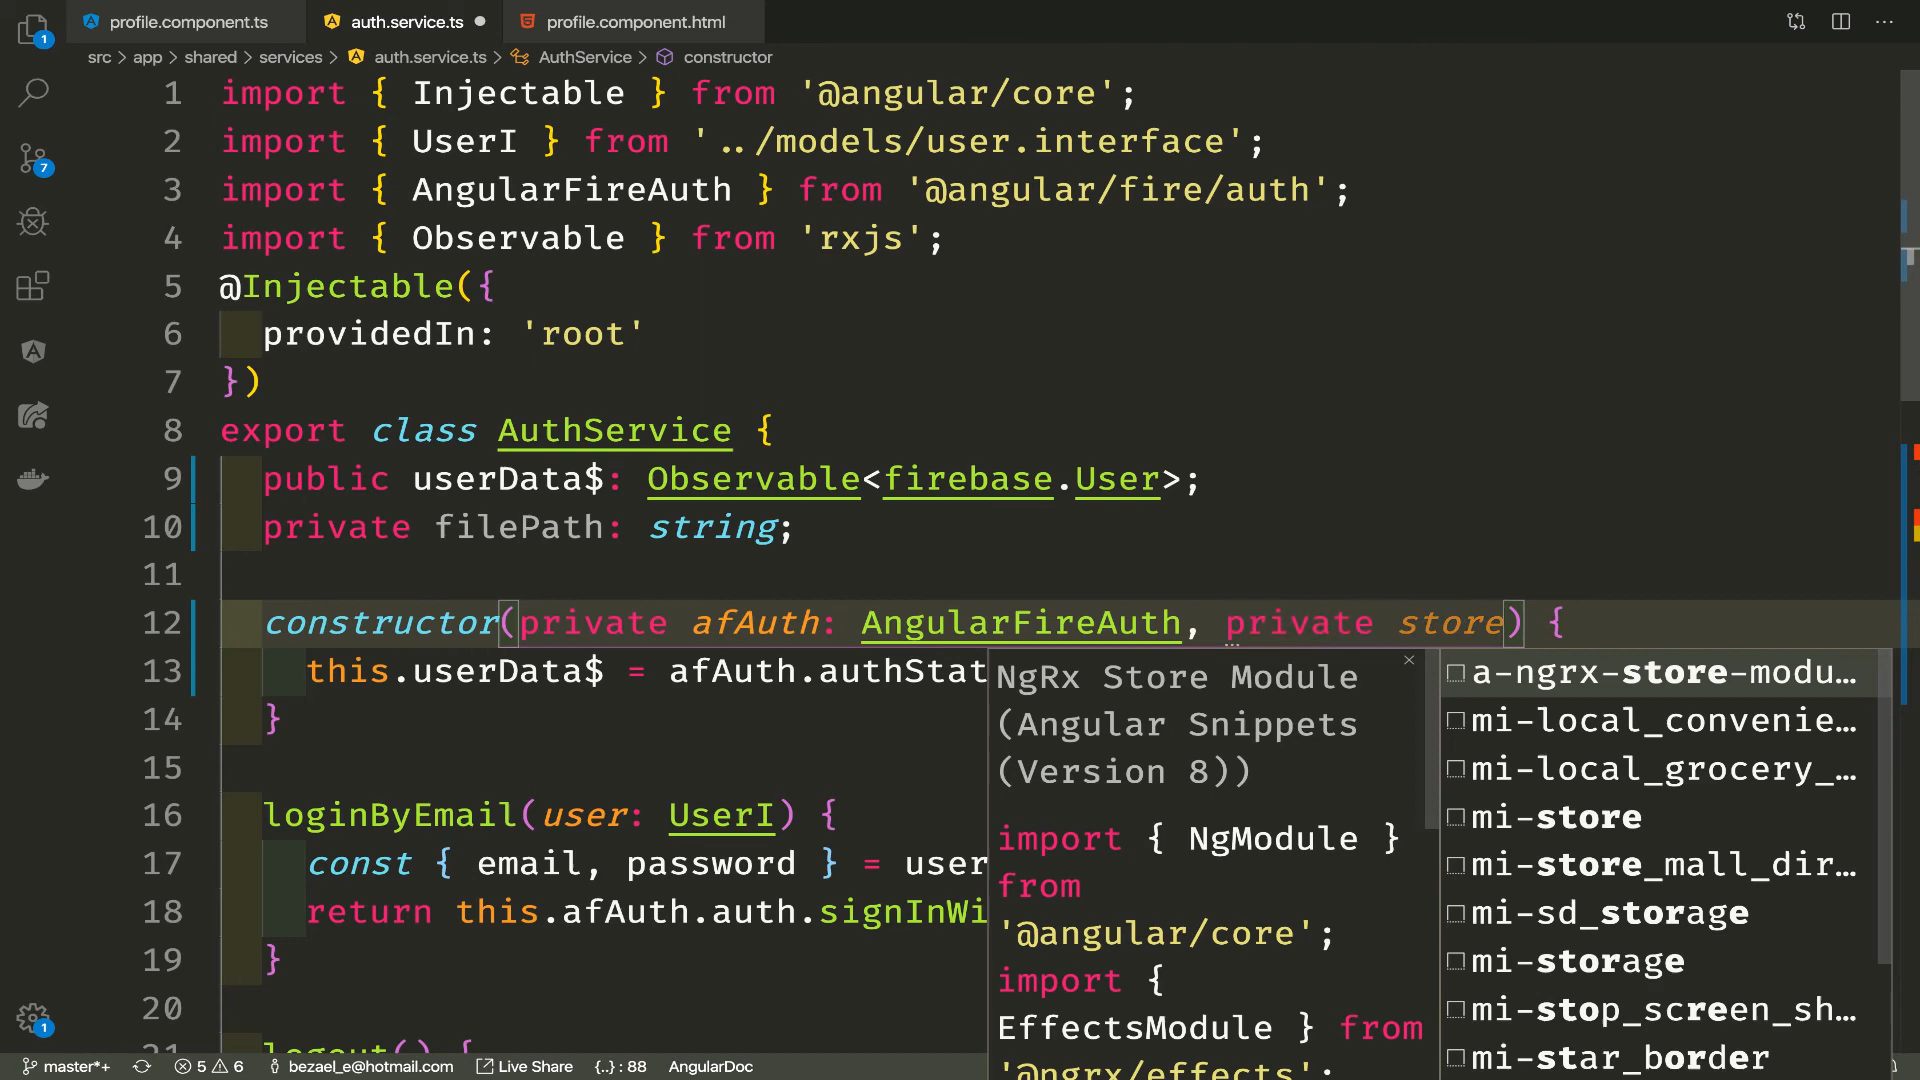 profile.component.ts
auth.service.ts
profile.component.html
src > app > shared > services > auth.service.ts > AuthService > constructor
1 import { Injectable } from '@angular/core';
2 import { UserI } from '../models/user.interface';
3 import { AngularFireAuth } from '@angular/fire/auth';
4 import { Observable } from 'rxjs';
5 @Injectable({
6 providedIn: 'root'
7 })
8 export class AuthService {
9 public userData$: Observable<firebase.User>;
10 private filePath: string;
11
12 constructor(private afAuth: AngularFireAuth, private store) {
13 this.userData$ = afAuth.authStat
14 }
15
16 loginByEmail(user: UserI) {
17 const { email, password } = user
18 return this.afAuth.auth.signInWi
19 }
20
21 logout() {
NgRx Store Module
(Angular Snippets
(Version 8))
import { NgModule }
from
'@angular/core';
import {
EffectsModule } from
'@ngrx/effects';
a-ngrx-store-modu…
mi-local_convenie…
mi-local_grocery_…
mi-store
mi-store_mall_dir…
mi-sd_storage
mi-storage
mi-stop_screen_sh…
mi-star_border
1
7
1
master*+ 5 6 bezael_e@hotmail.com Live Share {..} : 88 AngularDoc